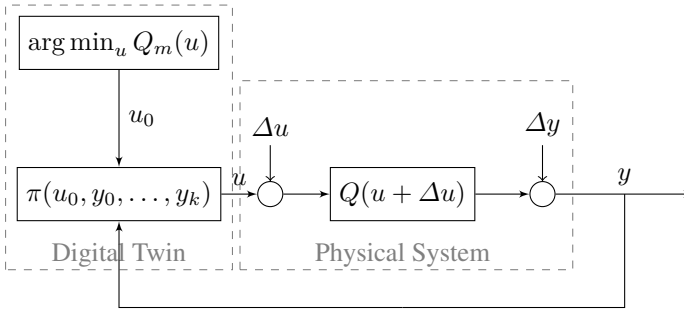 arg min_u Q_m(u)
u_0
Δu
Δy
π(u_0, y_0, . . . , y_k)
u
Q(u + Δu)
y
Digital Twin
Physical System